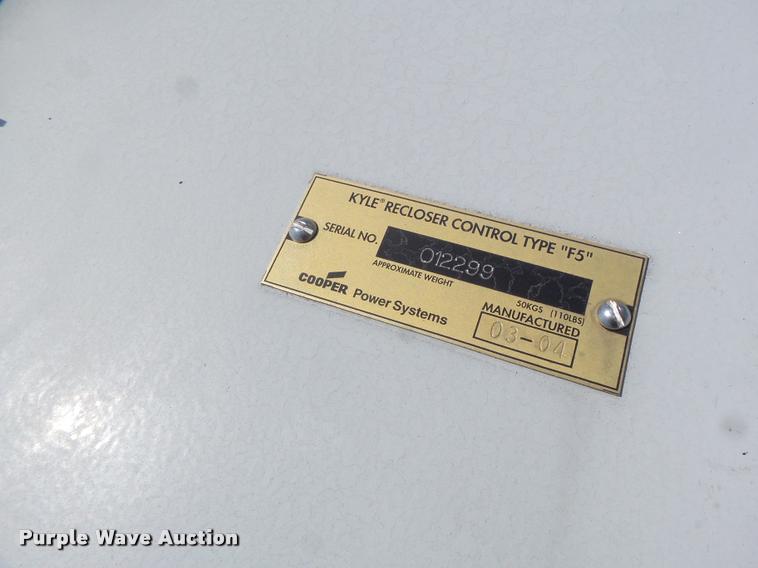 KYLE® RECLOSER CONTROL TYPE "F5"
SERIAL NO. 012299
APPROXIMATE WEIGHT 50KGS (110LBS)
COOPER Power Systems
MANUFACTURED
03-04
Purple Wave Auction